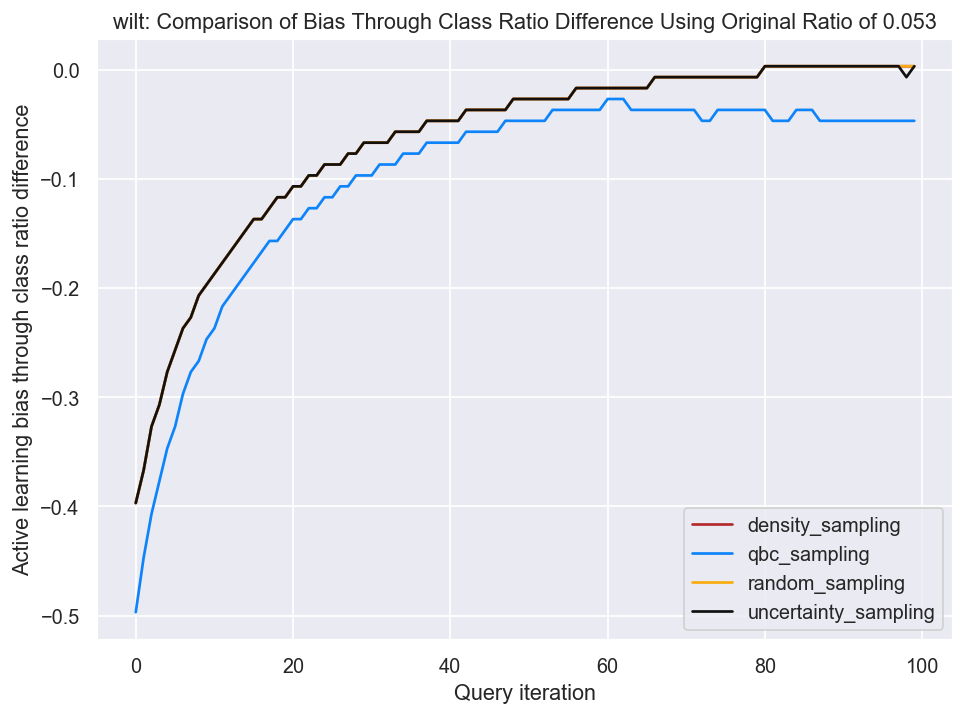 wilt: Comparison of Bias Through Class Ratio Difference Using Original Ratio of 0.053
Active learning bias through class ratio difference
0.0
−0.1
−0.2
−0.3
−0.4
−0.5
density_sampling
qbc_sampling
random_sampling
uncertainty_sampling
0
20
40
60
80
100
Query iteration